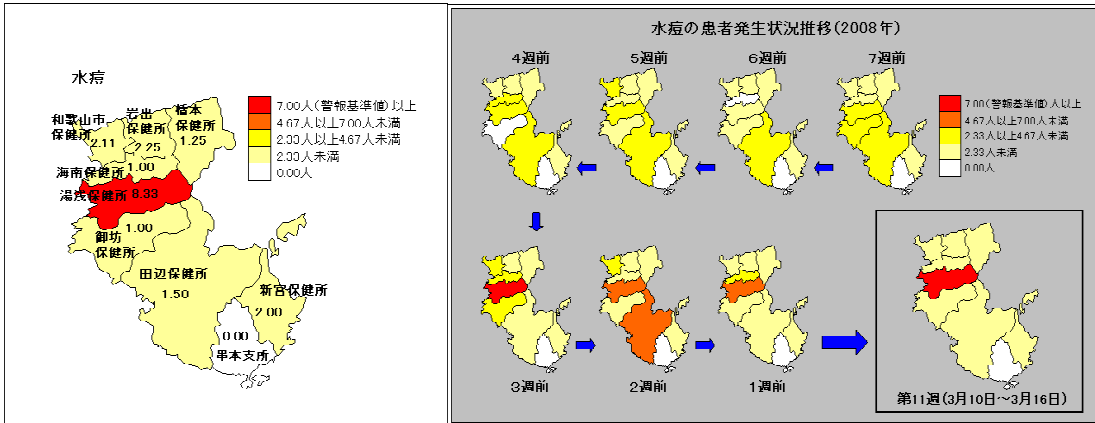 水痘
7.00人(警報基準値)以上
4.67人以上7.00人未満
2.33人以上4.67人未満
2.33人未満
0.00人
和歌山市
保健所
2.11
岩出
保健所
2.25
橋本
保健所
1.25
海南保健所
1.00
湯浅保健所
8.33
御坊
保健所
1.00
田辺保健所
1.50
新宮保健所
2.00
0.00
串本支所
水痘の患者発生状況推移(2008年)
4週前
5週前
6週前
7週前
7.00(警報基準値)人以上
4.67人以上7.00人未満
2.33人以上4.67人未満
2.33人未満
0.00人
3週前
2週前
1週前
第11週(3月10日~3月16日)